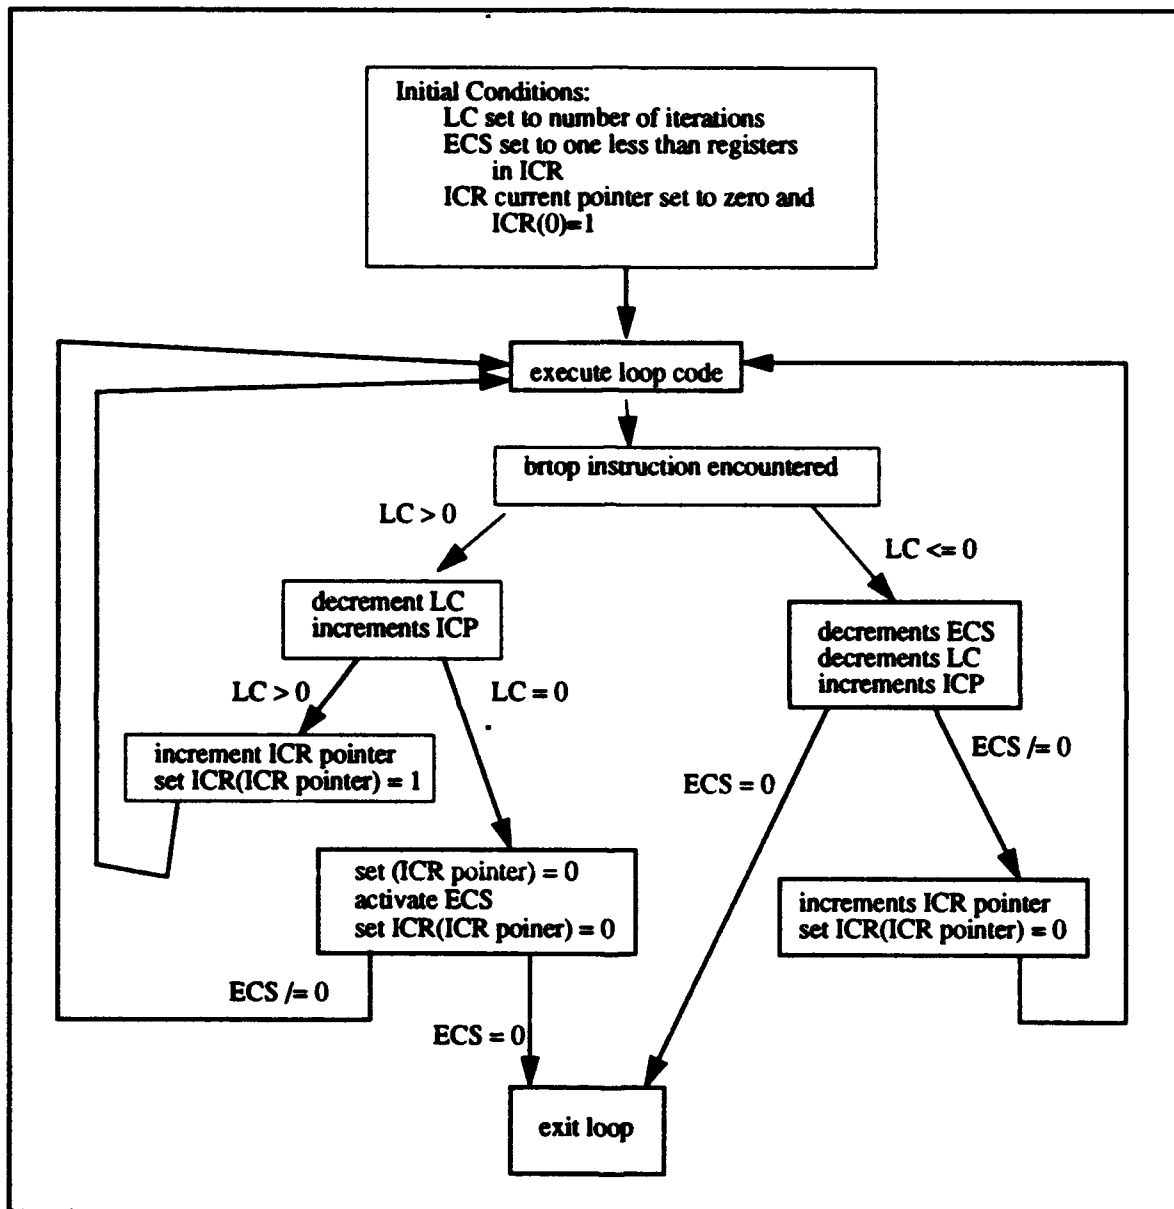 Initial Conditions:
LC set to number of iterations
ECS set to one less than registers
in ICR
ICR current pointer set to zero and
ICR(0)=1
execute loop code
brtop instruction encountered
LC > 0
LC <= 0
decrement LC
increments ICP
decrements ECS
decrements LC
increments ICP
LC > 0
LC = 0
increment ICR pointer
set ICR(ICR pointer) = 1
ECS = 0
ECS /= 0
set (ICR pointer) = 0
activate ECS
set ICR(ICR poiner) = 0
increments ICR pointer
set ICR(ICR pointer) = 0
ECS /= 0
ECS = 0
exit loop